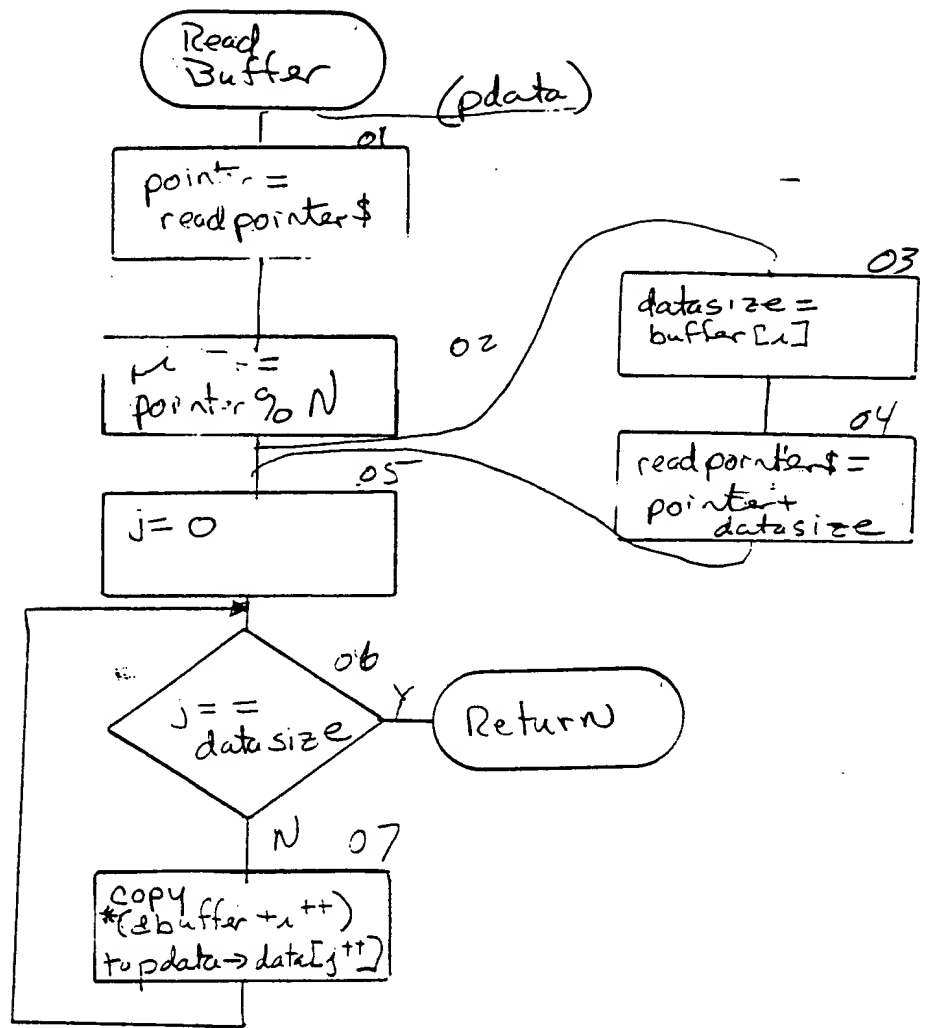 Read
Buffer
(pdata)
01
=
readpointer$
02
pointer % N
03
datasize =
buffer[i]
04
readpointer$ =
pointer+
datasize
05
j = 0
06
j = =
datasize
Y
Return
N
07
copy
*(&buffer + i++)
to pdata→data[j++]